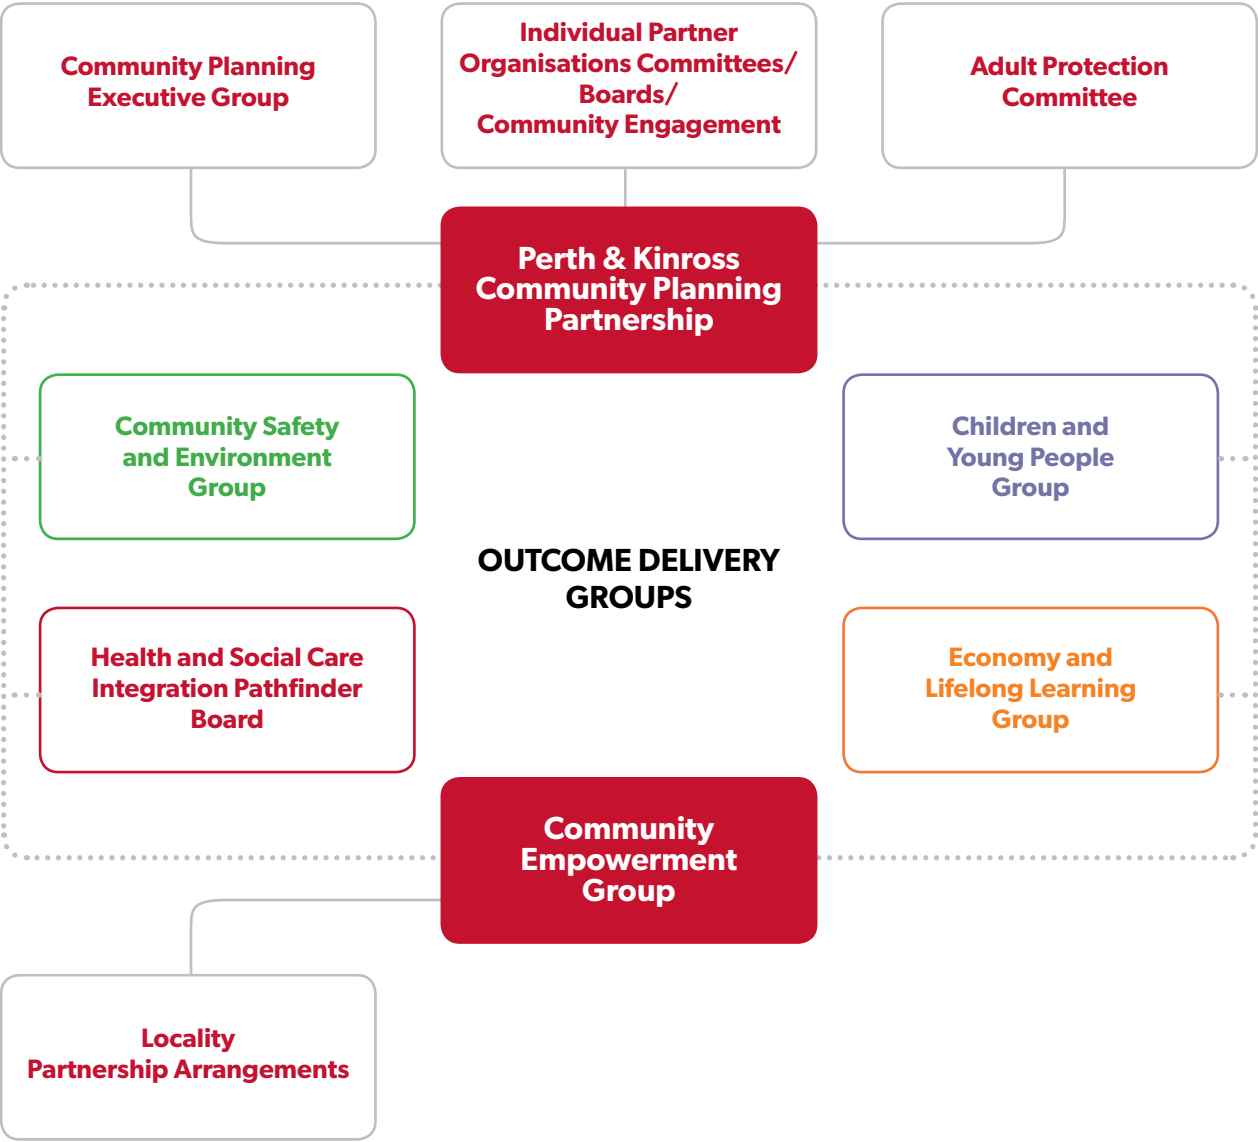 Community Planning
Executive Group
Individual Partner
Organisations Committees/
Boards/
Community Engagement
Adult Protection
Committee
Perth & Kinross
Community Planning
Partnership
Community Safety
and Environment
Group
Children and
Young People
Group
OUTCOME DELIVERY
GROUPS
Health and Social Care
Integration Pathfinder
Board
Economy and
Lifelong Learning
Group
Community
Empowerment
Group
Locality
Partnership Arrangements